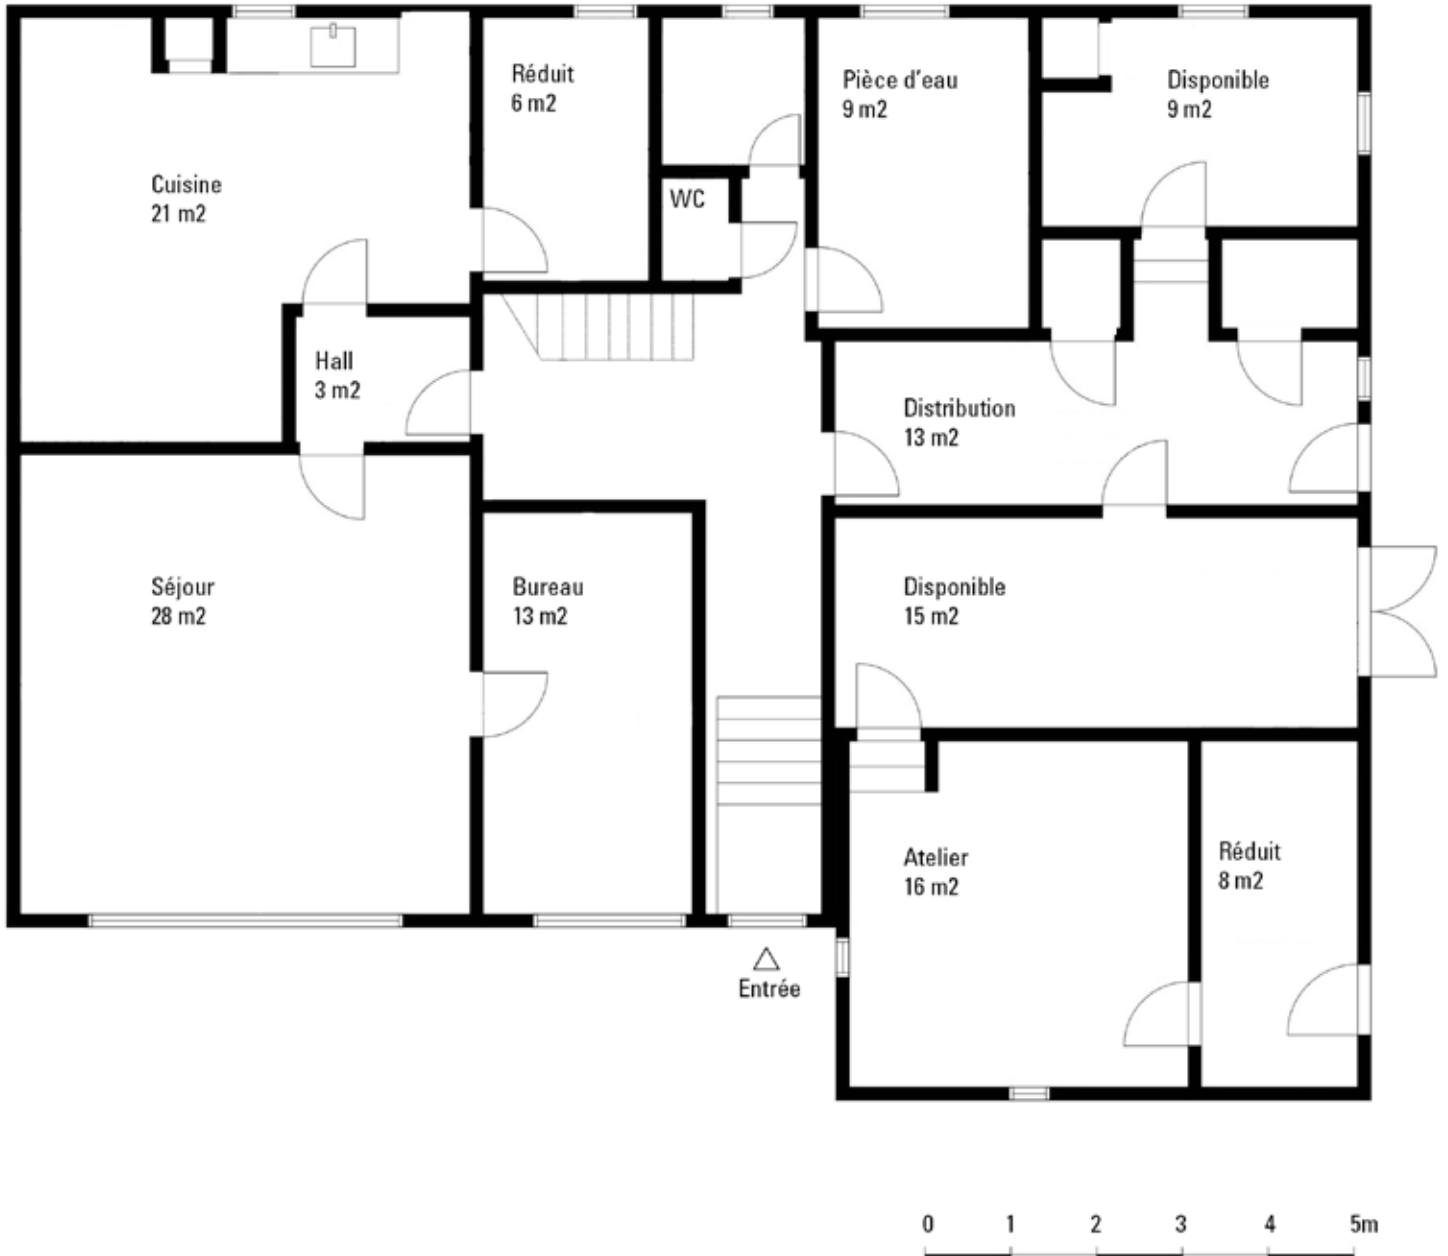 Réduit
6 m2
Pièce d'eau
9 m2
Disponible
9 m2
Cuisine
21 m2
WC
Hall
3 m2
Distribution
13 m2
Séjour
28 m2
Bureau
13 m2
Disponible
15 m2
Atelier
16 m2
Réduit
8 m2
Entrée
0 1 2 3 4 5m